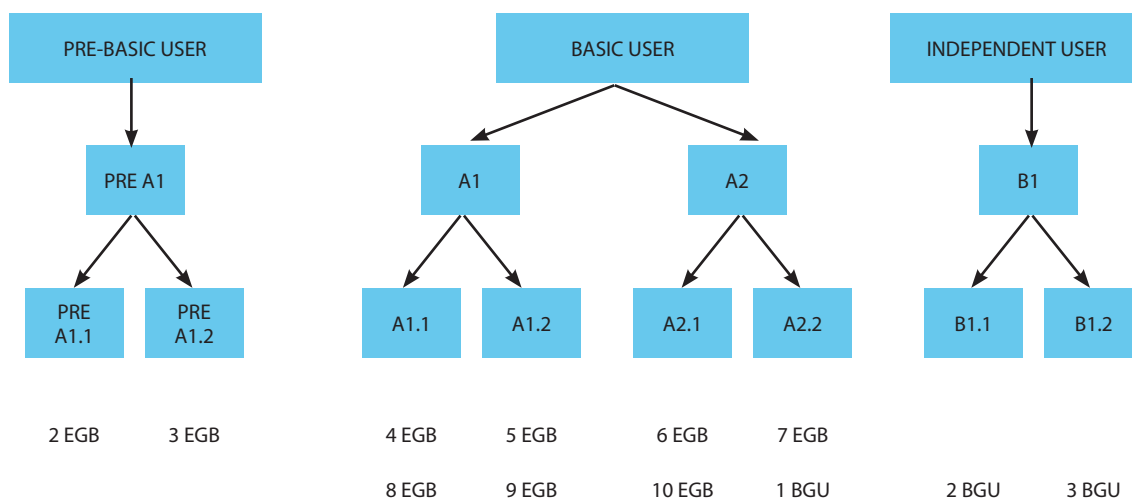 PRE-BASIC USER
BASIC USER
INDEPENDENT USER
PRE A1
A1
A2
B1
PRE
A1.1
PRE
A1.2
A1.1
A1.2
A2.1
A2.2
B1.1
B1.2
2 EGB
3 EGB
4 EGB
5 EGB
6 EGB
7 EGB
8 EGB
9 EGB
10 EGB
1 BGU
2 BGU
3 BGU